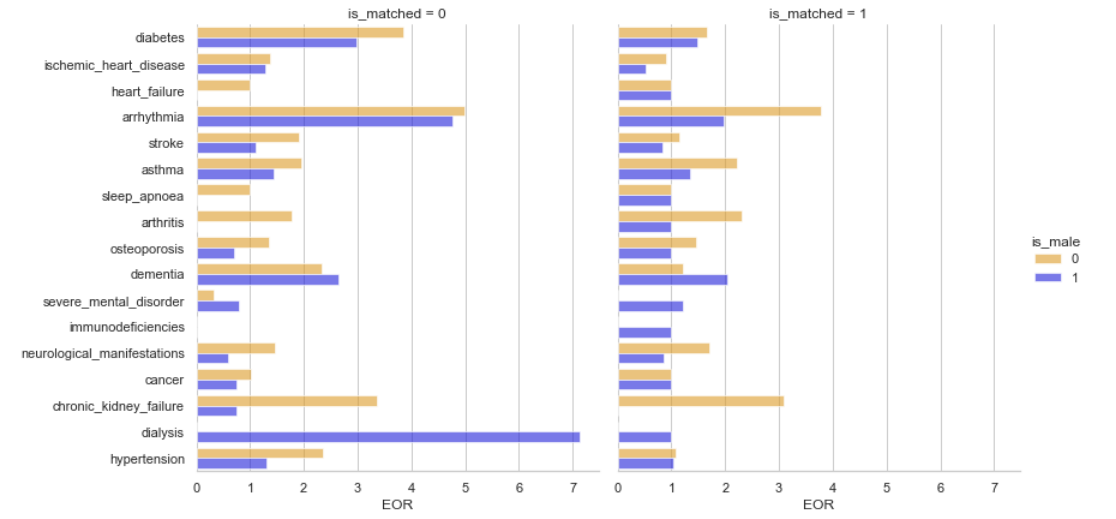 is_matched = 0
is_matched = 1
diabetes
ischemic_heart_disease
heart_failure
arrhythmia
stroke
asthma
sleep_apnoea
arthritis
osteoporosis
dementia
severe_mental_disorder
immunodeficiencies
neurological_manifestations
cancer
chronic_kidney_failure
dialysis
hypertension
0 1 2 3 4 5 6 7
EOR
0 1 2 3 4 5 6 7
EOR
is_male
0
1